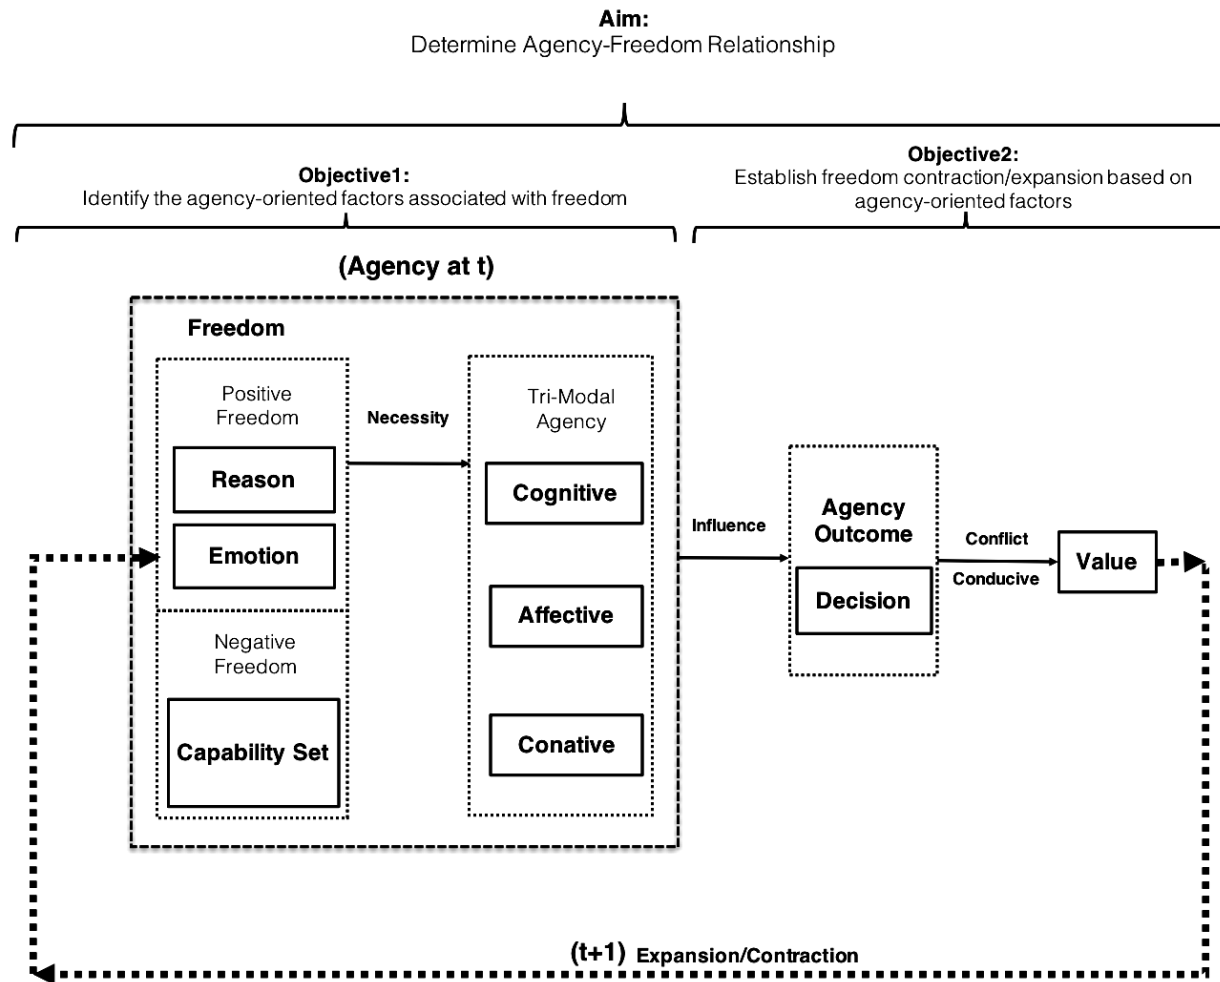 Aim:
Determine Agency-Freedom Relationship
Objective1:
Identify the agency-oriented factors associated with freedom
Objective2:
Establish freedom contraction/expansion based on
agency-oriented factors
(Agency at t)
Freedom
Positive
Freedom
Reason
Emotion
Negative
Freedom
Capability Set
Necessity
Tri-Modal
Agency
Cognitive
Affective
Conative
Influence
Agency
Outcome
Decision
Conflict
Conducive
Value
(t+1) Expansion/Contraction